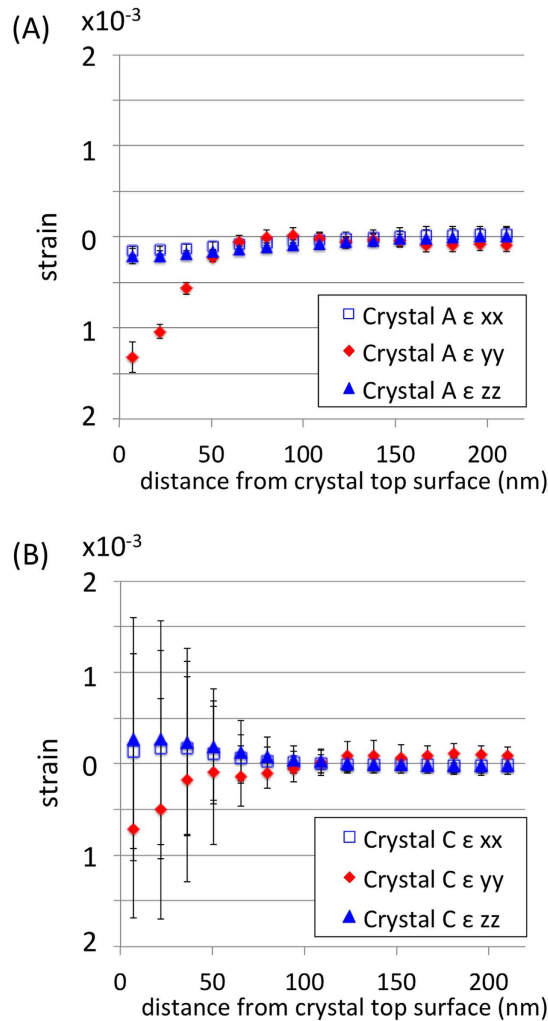 (A)
x10-3
2
1
0
1
2
strain
Crystal A ε xx
Crystal A ε yy
Crystal A ε zz
0 50 100 150 200
distance from crystal top surface (nm)
(B)
x10-3
2
1
0
1
2
strain
Crystal C ε xx
Crystal C ε yy
Crystal C ε zz
0 50 100 150 200
distance from crystal top surface (nm)